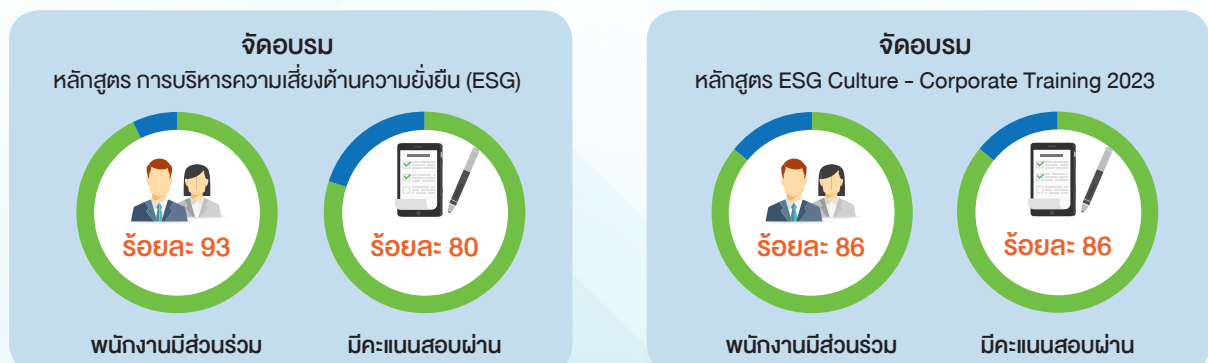 จัดอบรม
หลักสูตร การบริหารความเสี่ยงด้านความยั่งยืน (ESG)
ร้อยละ 93
ร้อยละ 80
พนักงานมีส่วนร่วม
มีคะแนนสอบผ่าน
จัดอบรม
หลักสูตร ESG Culture - Corporate Training 2023
ร้อยละ 86
ร้อยละ 86
พนักงานมีส่วนร่วม
มีคะแนนสอบผ่าน